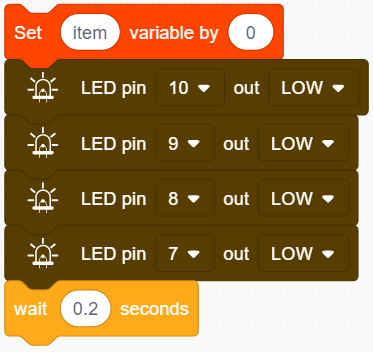 Set item variable by 0
LED pin 10 out LOW
LED pin 9 out LOW
LED pin 8 out LOW
LED pin 7 out LOW
wait 0.2 seconds